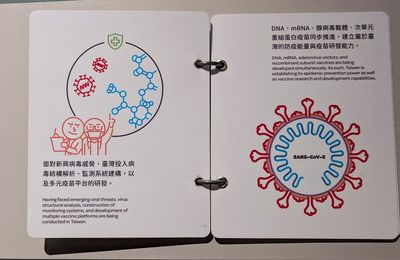 面對新興病毒威脅，臺灣投入病
毒結構解析、監測系統建構，以
及多元疫苗平台的研發。
Having faced emerging viral threats, virus
structural analysis, construction of
monitoring systems, and development of
multiple vaccine platforms are being
conducted in Taiwan.
DNA、mRNA、腺病毒載體、次單元
重組蛋白疫苗同步推進，建立屬於臺
灣的防疫能量與疫苗研發能力。
DNA, mRNA, adenovirus vectors, and
recombinant subunit vaccines are being
developed simultaneously. As such, Taiwan is
establishing its epidemic prevention power as well
as vaccine research and development capabilities.
SARS-CoV-2